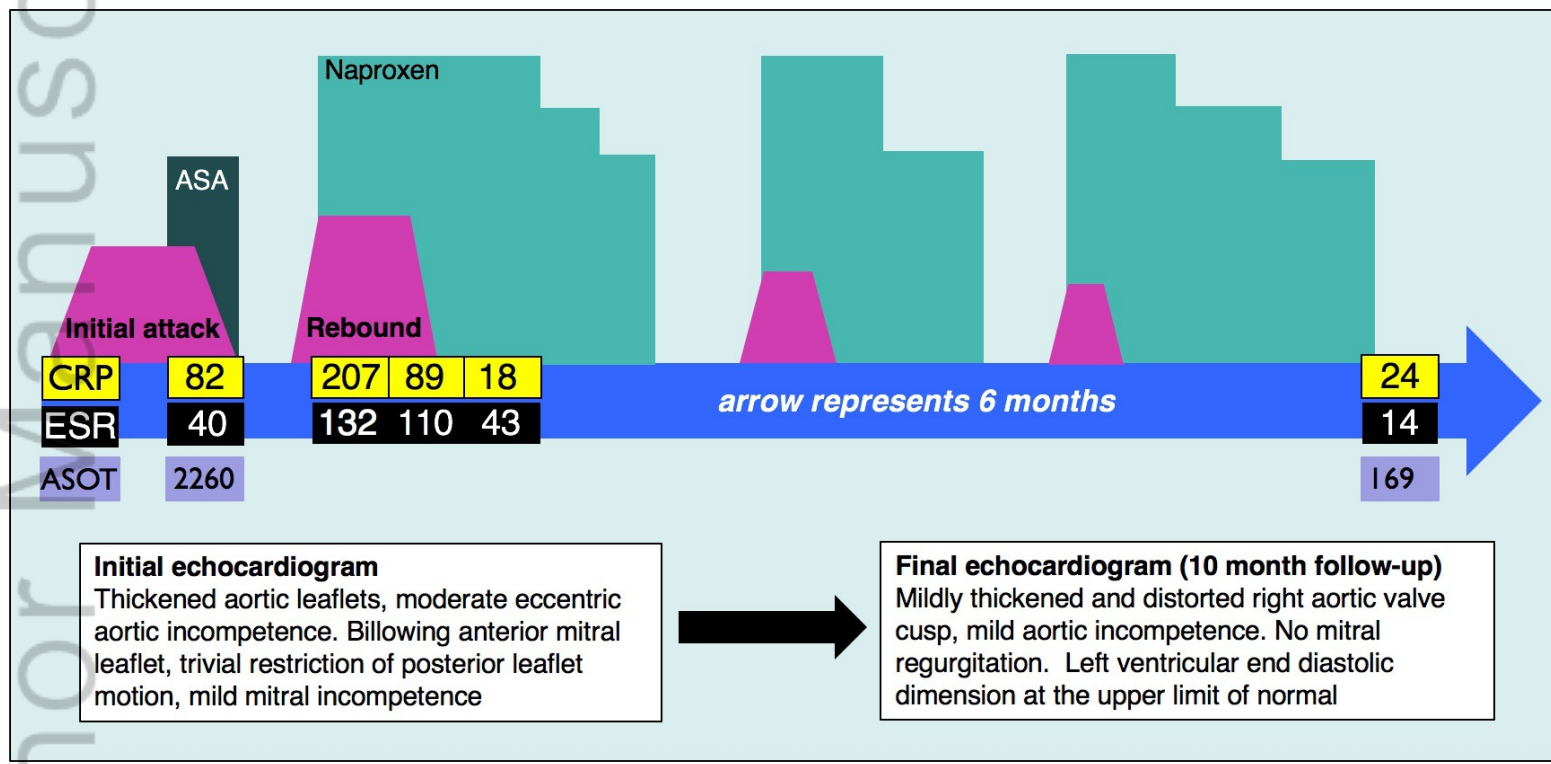 Naproxen
ASA
Initial attack
Rebound
CRP 82 207 89 18 24
ESR 40 132 110 43 14
arrow represents 6 months
ASOT 2260 169
Initial echocardiogram
Thickened aortic leaflets, moderate eccentric
aortic incompetence. Billowing anterior mitral
leaflet, trivial restriction of posterior leaflet
motion, mild mitral incompetence
Final echocardiogram (10 month follow-up)
Mildly thickened and distorted right aortic valve
cusp, mild aortic incompetence. No mitral
regurgitation.  Left ventricular end diastolic
dimension at the upper limit of normal